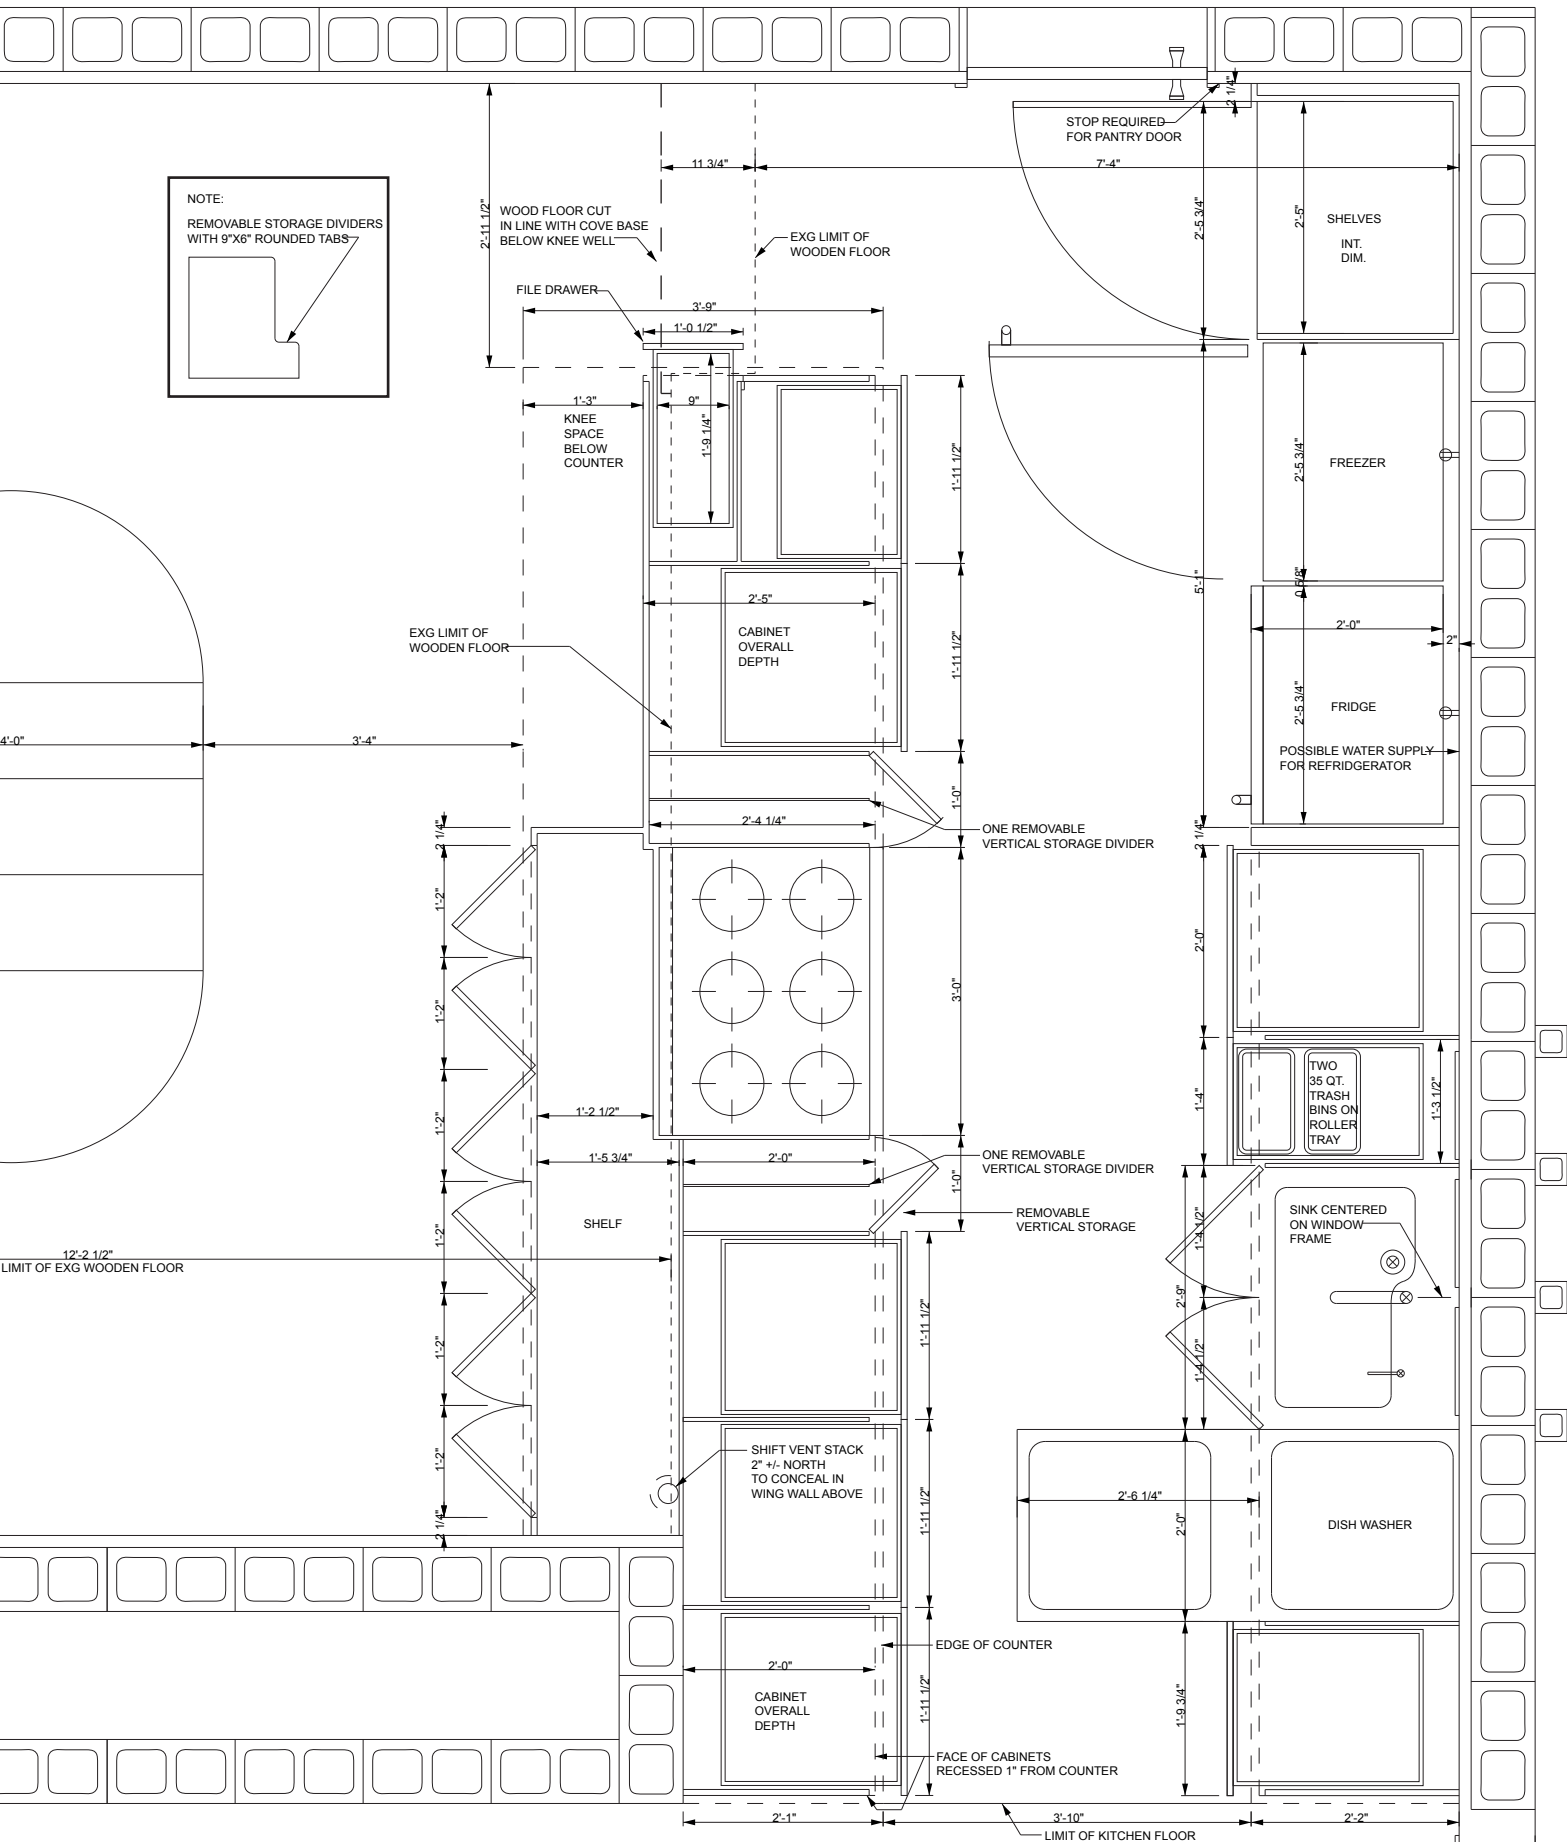 2 1/4"
STOP REQUIRED
FOR PANTRY DOOR
11 3/4"
7'-4"
NOTE:
REMOVABLE STORAGE DIVIDERS
WITH 9"X6" ROUNDED TABS
2'-11 1/2"
WOOD FLOOR CUT
IN LINE WITH COVE BASE
BELOW KNEE WELL
EXG LIMIT OF
WOODEN FLOOR
2'-5 3/4"
2'-5"
SHELVES
INT.
DIM.
FILE DRAWER
3'-9"
1'-0 1/2"
1'-3"
9"
KNEE
SPACE
BELOW
COUNTER
1'-9 1/4"
1'-11 1/2"
2'-5 3/4"
FREEZER
5'-1"
0 5/8"
2'-5"
1'-11 1/2"
CABINET
OVERALL
DEPTH
EXG LIMIT OF
WOODEN FLOOR
2'-0"
2"
2'-5 3/4"
FRIDGE
4'-0"
3'-4"
POSSIBLE WATER SUPPLY
FOR REFRIDGERATOR
1'-0"
2'-4 1/4"
ONE REMOVABLE
VERTICAL STORAGE DIVIDER
2 1/4"
2 1/4"
1'-2"
2'-0"
3'-0"
1'-2"
1'-2"
1'-2 1/2"
1'-4"
TWO
35 QT.
TRASH
BINS ON
ROLLER
TRAY
1'-3 1/2"
1'-5 3/4"
2'-0"
ONE REMOVABLE
VERTICAL STORAGE DIVIDER
1'-0"
REMOVABLE
VERTICAL STORAGE
SHELF
1'-2"
1'-4 1/2"
SINK CENTERED
ON WINDOW
FRAME
12'-2 1/2"
LIMIT OF EXG WOODEN FLOOR
2'-9"
1'-11 1/2"
1'-2"
1'-4 1/2"
1'-2"
SHIFT VENT STACK
2" +/- NORTH
TO CONCEAL IN
WING WALL ABOVE
1'-11 1/2"
2'-6 1/4"
2'-0"
DISH WASHER
2 1/4"
EDGE OF COUNTER
2'-0"
CABINET
OVERALL
DEPTH
1'-11 1/2"
1'-9 3/4"
FACE OF CABINETS
RECESSED 1" FROM COUNTER
2'-1"
3'-10"
2'-2"
LIMIT OF KITCHEN FLOOR